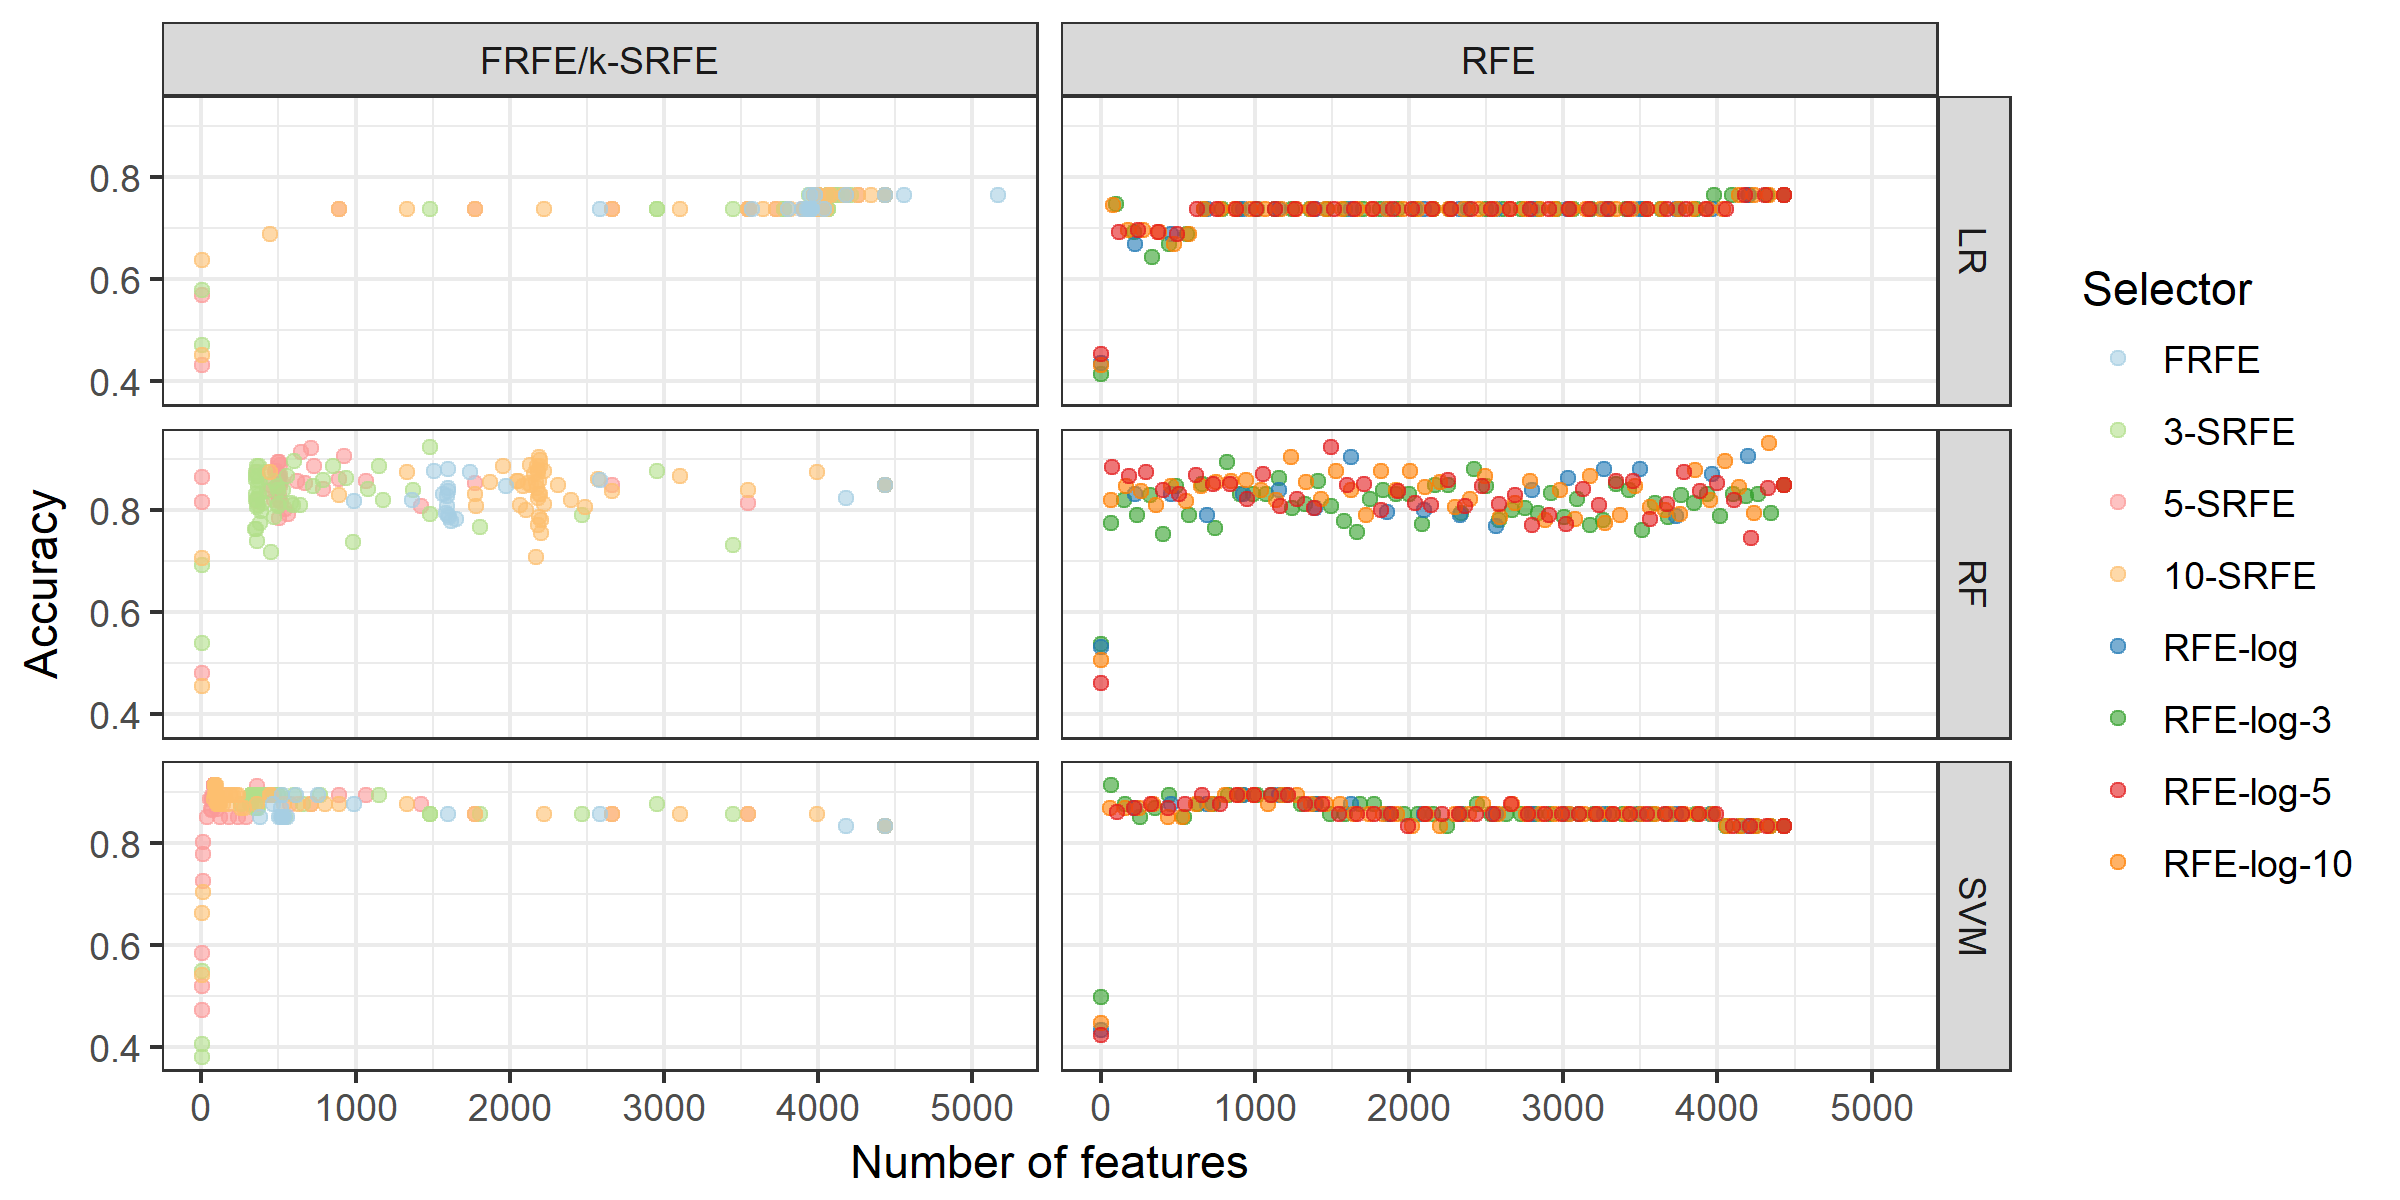 FRFE/k-SRFE
RFE
0.8
0.6
0.4
LR
0.8
0.6
0.4
RF
0.8
0.6
0.4
SVM
0 1000 2000 3000 4000 5000
0 1000 2000 3000 4000 5000
Number of features
Accuracy
Selector
FRFE
3-SRFE
5-SRFE
10-SRFE
RFE-log
RFE-log-3
RFE-log-5
RFE-log-10